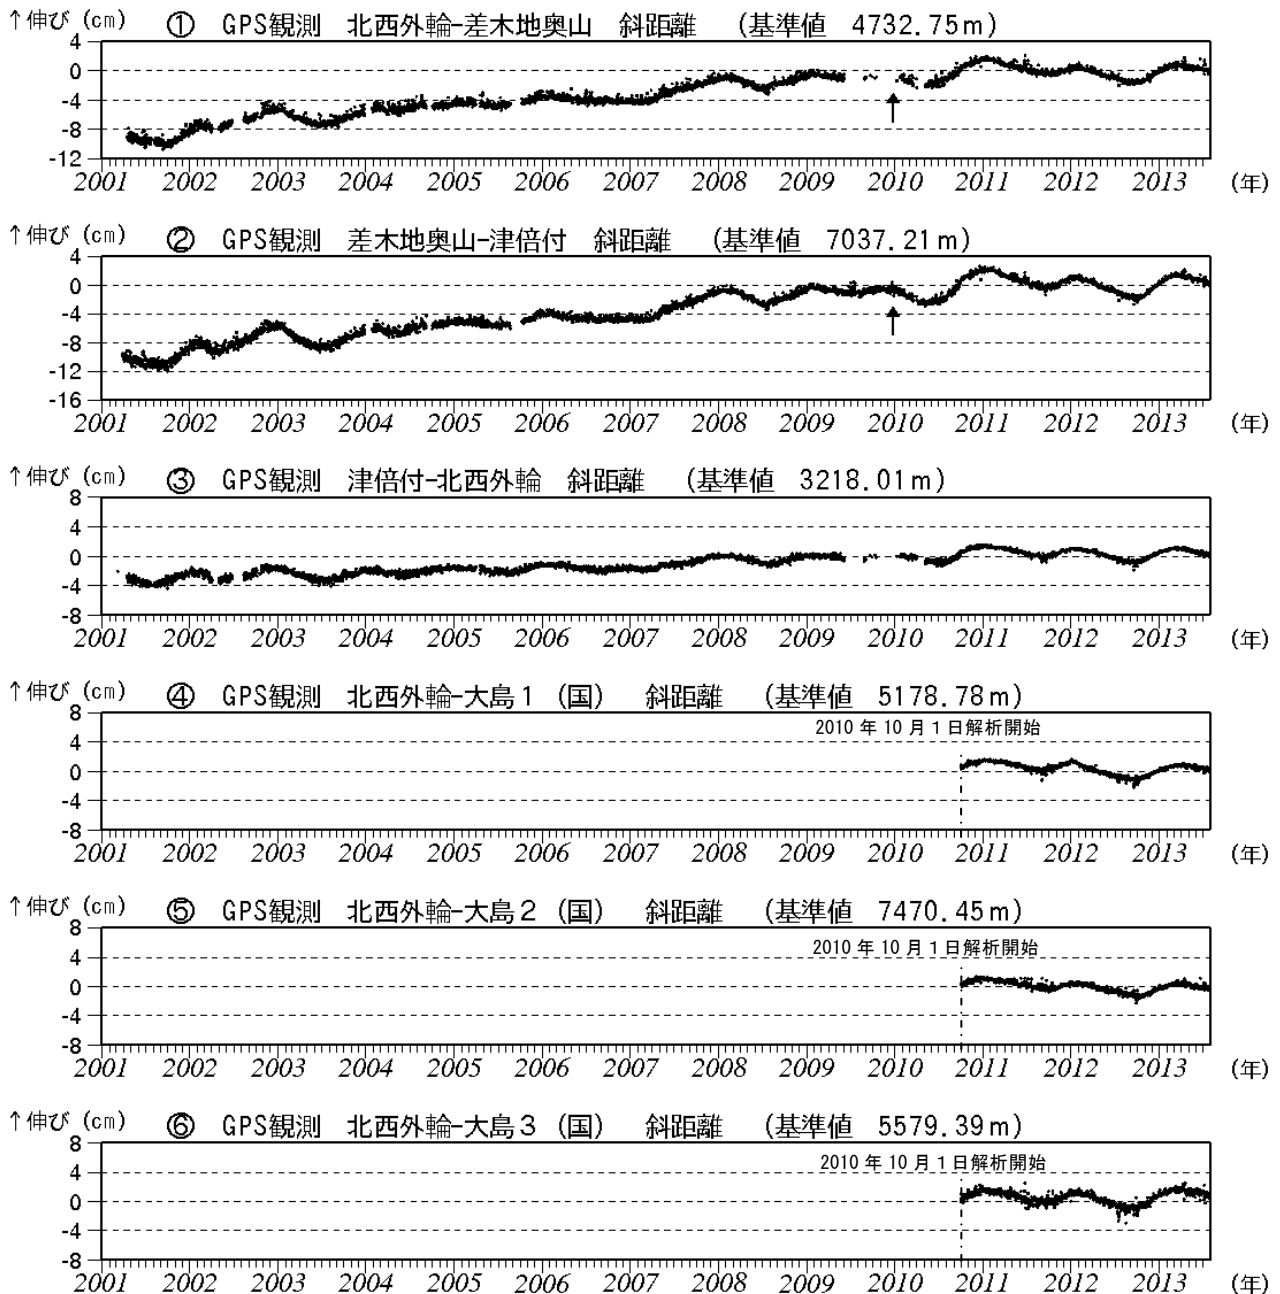 ↑伸び (cm) ① GPS観測 北西外輪-差木地奥山 斜距離 (基準値 4732.75m)
4
0
-4
-8
-12
2001 2002 2003 2004 2005 2006 2007 2008 2009 2010 2011 2012 2013 (年)
↑伸び (cm) ② GPS観測 差木地奥山-津倍付 斜距離 (基準値 7037.21m)
4
0
-4
-8
-12
-16
2001 2002 2003 2004 2005 2006 2007 2008 2009 2010 2011 2012 2013 (年)
↑伸び (cm) ③ GPS観測 津倍付-北西外輪 斜距離 (基準値 3218.01m)
8
4
0
-4
-8
2001 2002 2003 2004 2005 2006 2007 2008 2009 2010 2011 2012 2013 (年)
↑伸び (cm) ④ GPS観測 北西外輪-大島1 (国) 斜距離 (基準値 5178.78m)
8
2010年10月1日解析開始
4
0
-4
-8
2001 2002 2003 2004 2005 2006 2007 2008 2009 2010 2011 2012 2013 (年)
↑伸び (cm) ⑤ GPS観測 北西外輪-大島2 (国) 斜距離 (基準値 7470.45m)
8
2010年10月1日解析開始
4
0
-4
-8
2001 2002 2003 2004 2005 2006 2007 2008 2009 2010 2011 2012 2013 (年)
↑伸び (cm) ⑥ GPS観測 北西外輪-大島3 (国) 斜距離 (基準値 5579.39m)
8
2010年10月1日解析開始
4
0
-4
-8
2001 2002 2003 2004 2005 2006 2007 2008 2009 2010 2011 2012 2013 (年)